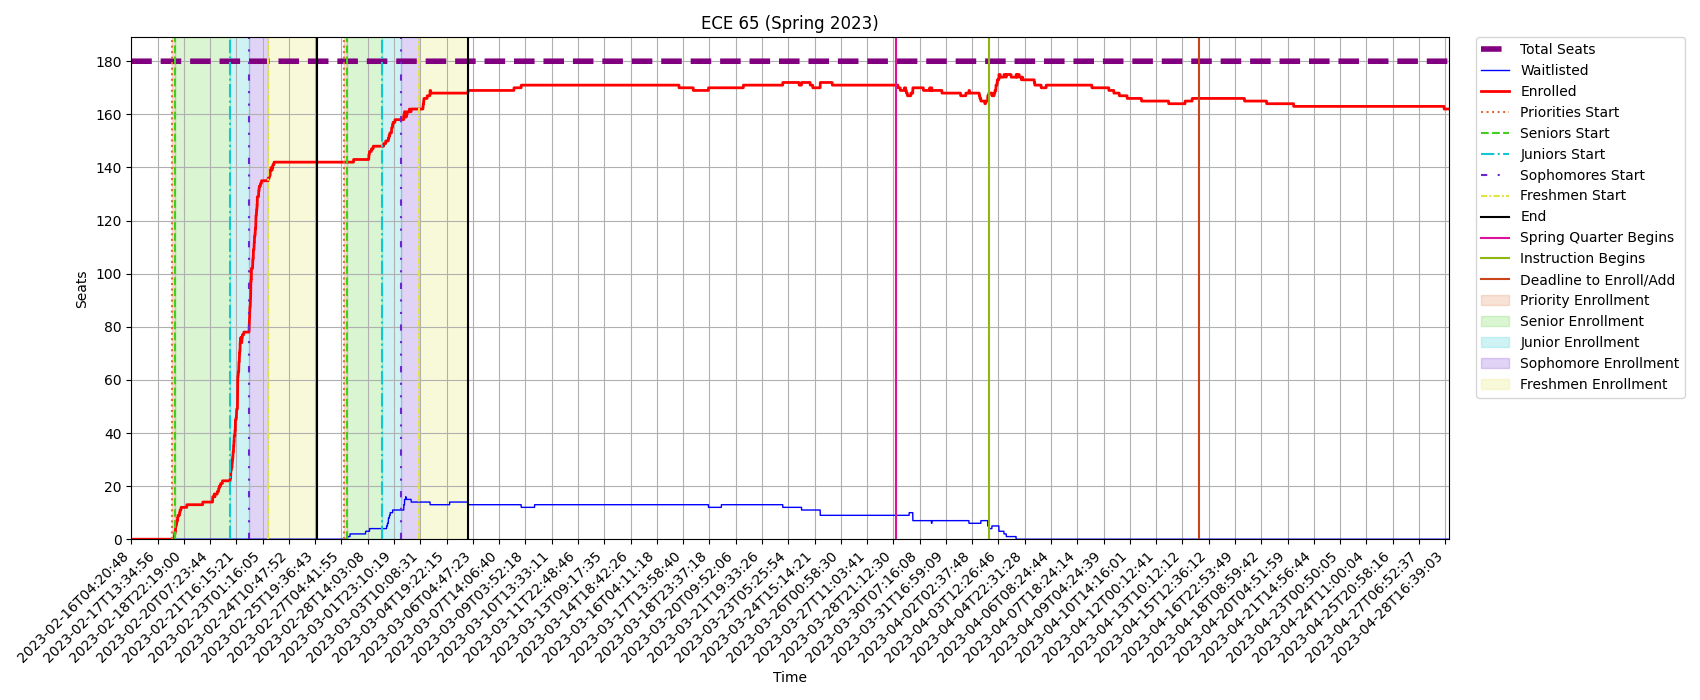 ECE 65 (Spring 2023)
Seats
180
160
140
120
100
80
60
40
20
0
2023-02-16T04:20:48
2023-02-17T13:34:56
2023-02-18T22:19:00
2023-02-20T07:23:44
2023-02-21T16:15:21
2023-02-23T01:16:05
2023-02-24T10:47:52
2023-02-25T19:36:43
2023-02-27T04:41:55
2023-02-28T14:03:08
2023-03-01T23:10:19
2023-03-03T10:08:31
2023-03-04T19:22:15
2023-03-06T04:47:23
2023-03-07T14:06:40
2023-03-09T03:52:18
2023-03-10T13:33:11
2023-03-11T22:48:46
2023-03-13T09:17:35
2023-03-14T18:42:26
2023-03-16T04:11:18
2023-03-17T13:58:40
2023-03-18T23:37:18
2023-03-20T09:52:06
2023-03-21T19:33:26
2023-03-23T05:25:54
2023-03-24T15:14:21
2023-03-26T00:58:30
2023-03-27T11:03:41
2023-03-28T21:12:30
2023-03-30T07:16:08
2023-03-31T16:59:09
2023-04-02T02:37:48
2023-04-03T12:26:46
2023-04-04T22:31:28
2023-04-06T08:24:44
2023-04-07T18:24:14
2023-04-09T04:24:39
2023-04-10T14:16:01
2023-04-12T00:12:41
2023-04-13T10:12:12
2023-04-15T12:36:12
2023-04-16T22:53:49
2023-04-18T08:59:42
2023-04-20T04:51:59
2023-04-21T14:56:44
2023-04-23T00:50:05
2023-04-24T11:00:04
2023-04-25T20:58:16
2023-04-27T06:52:37
2023-04-28T16:39:03
Time
Total Seats
Waitlisted
Enrolled
Priorities Start
Seniors Start
Juniors Start
Sophomores Start
Freshmen Start
End
Spring Quarter Begins
Instruction Begins
Deadline to Enroll/Add
Priority Enrollment
Senior Enrollment
Junior Enrollment
Sophomore Enrollment
Freshmen Enrollment